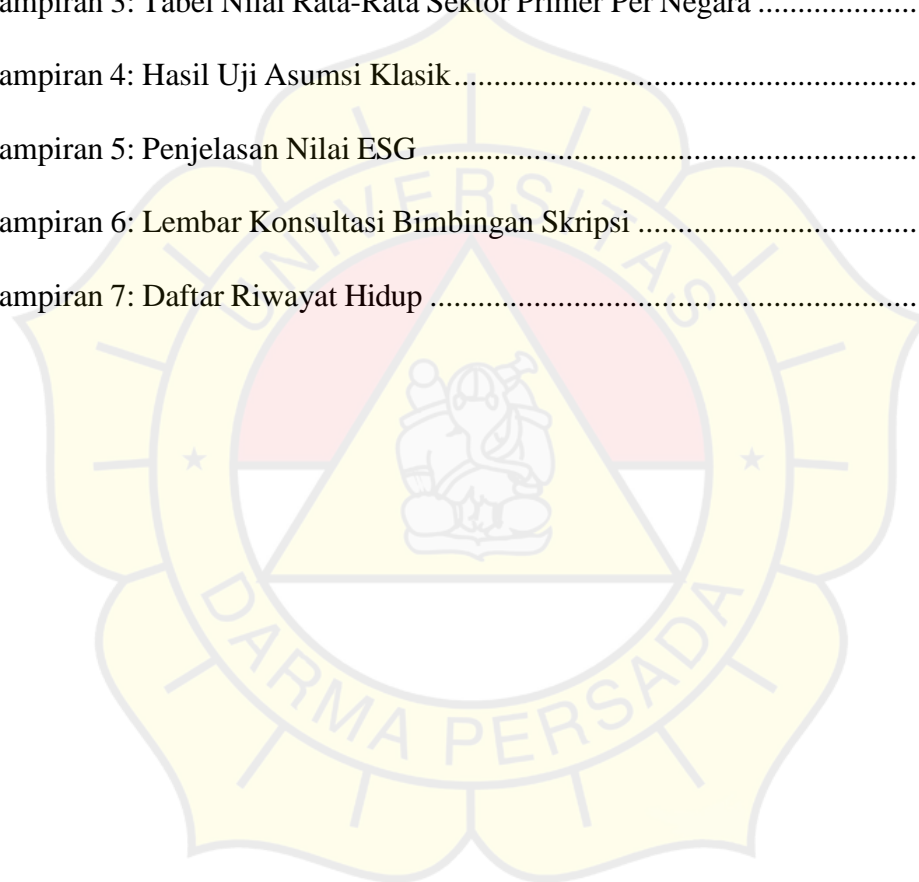 ampiran 3: Tabel Nilai Rata-Rata Sektor Primer Per Negara ....................
ampiran 4: Hasil Uji Asumsi Klasik..........................................................
ampiran 5: Penjelasan Nilai ESG ..............................................................
ampiran 6: Lembar Konsultasi Bimbingan Skripsi ...................................
ampiran 7: Daftar Riwayat Hidup .............................................................
UNIVERSITAS
DARMA PERSADA